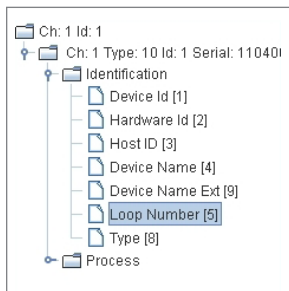 Ch: 1 Id: 1
Ch: 1 Type: 10 Id: 1 Serial: 11040
Identification
Device Id [1]
Hardware Id [2]
Host ID [3]
Device Name [4]
Device Name Ext [9]
Loop Number [5]
Type [8]
Process